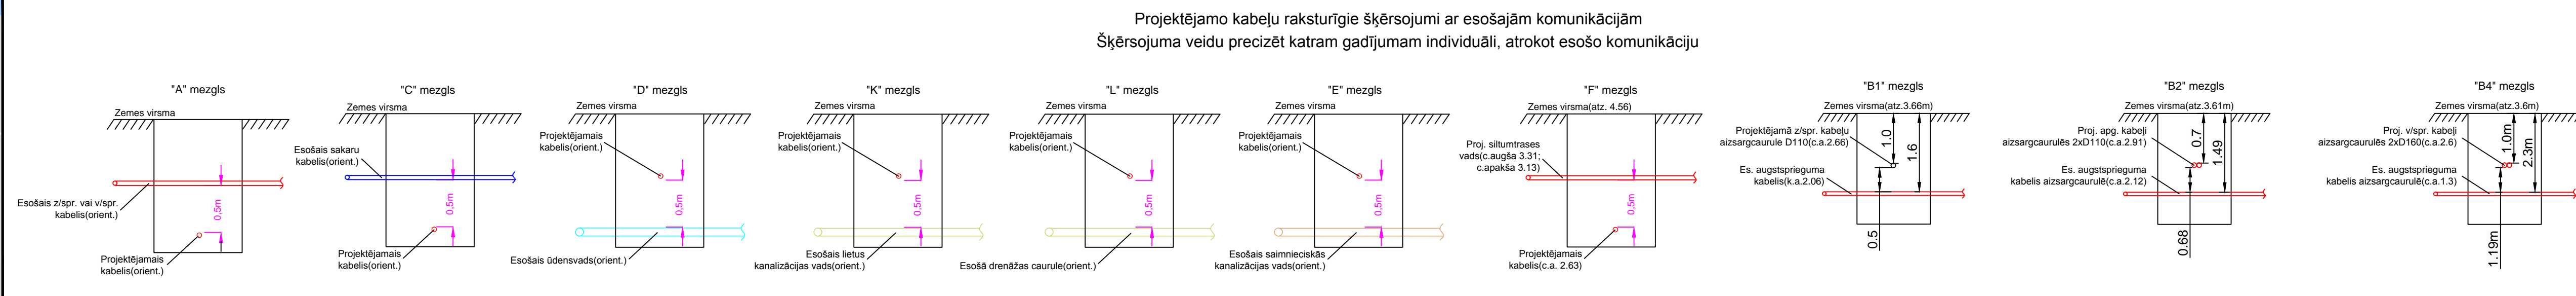 Projektējamo kabeļu raksturīgie šķērsojumi ar esošajām komunikācijām
Šķērsojuma veidu precizēt katram gadījumam individuāli, atrokot esošo komunikāciju
"A" mezgls
Zemes virsma
Esošais z/spr. vai v/spr.
kabelis(orient.)
0,5m
Projektējamais
kabelis(orient.)
"C" mezgls
Zemes virsma
Esošais sakaru
kabelis(orient.)
0,5m
Projektējamais
kabelis(orient.)
"D" mezgls
Zemes virsma
Projektējamais
kabelis(orient.)
0,5m
Esošais ūdensvads(orient.)
"K" mezgls
Zemes virsma
Projektējamais
kabelis(orient.)
0,5m
Esošais lietus
kanalizācijas vads(orient.)
"L" mezgls
Zemes virsma
Projektējamais
kabelis(orient.)
0,5m
Esošā drenāžas caurule(orient.)
"E" mezgls
Zemes virsma
Projektējamais
kabelis(orient.)
0,5m
Esošais saimnieciskās
kanalizācijas vads(orient.)
"F" mezgls
Zemes virsma(atz. 4.56)
Proj. siltumtrases
vads(c.augša 3.31;
c.apakša 3.13)
0,5m
Projektējamais
kabelis(c.a. 2.63)
"B1" mezgls
Zemes virsma(atz.3.66m)
Projektējamā z/spr. kabeļu
aizsargcaurule D110(c.a.2.66)
Es. augstsprieguma
kabelis(k.a.2.06)
1.0
1.6
0.5
"B2" mezgls
Zemes virsma(atz.3.61m)
Proj. apg. kabeļi
aizsargcaurulēs 2xD110(c.a.2.91)
Es. augstsprieguma
kabelis aizsargcaurulē(c.a.2.12)
0.7
1.49
0.68
"B4" mezgls
Zemes virsma(atz.3.6m)
Proj. v/spr. kabeļi
aizsargcaurulēs 2xD160(c.a.2.6)
Es. augstsprieguma
kabelis aizsargcaurulē(c.a.1.3)
1.0m
2.3m
1.19m